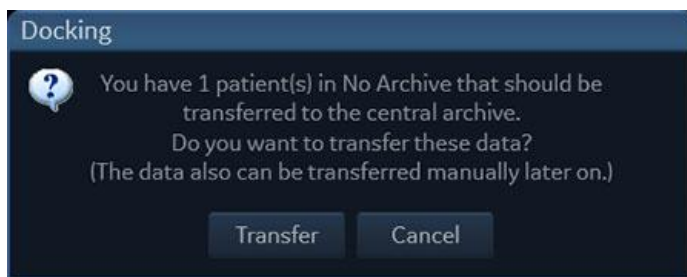 Docking
You have 1 patient(s) in No Archive that should be
transferred to the central archive.
Do you want to transfer these data?
(The data also can be transferred manually later on.)
Transfer Cancel